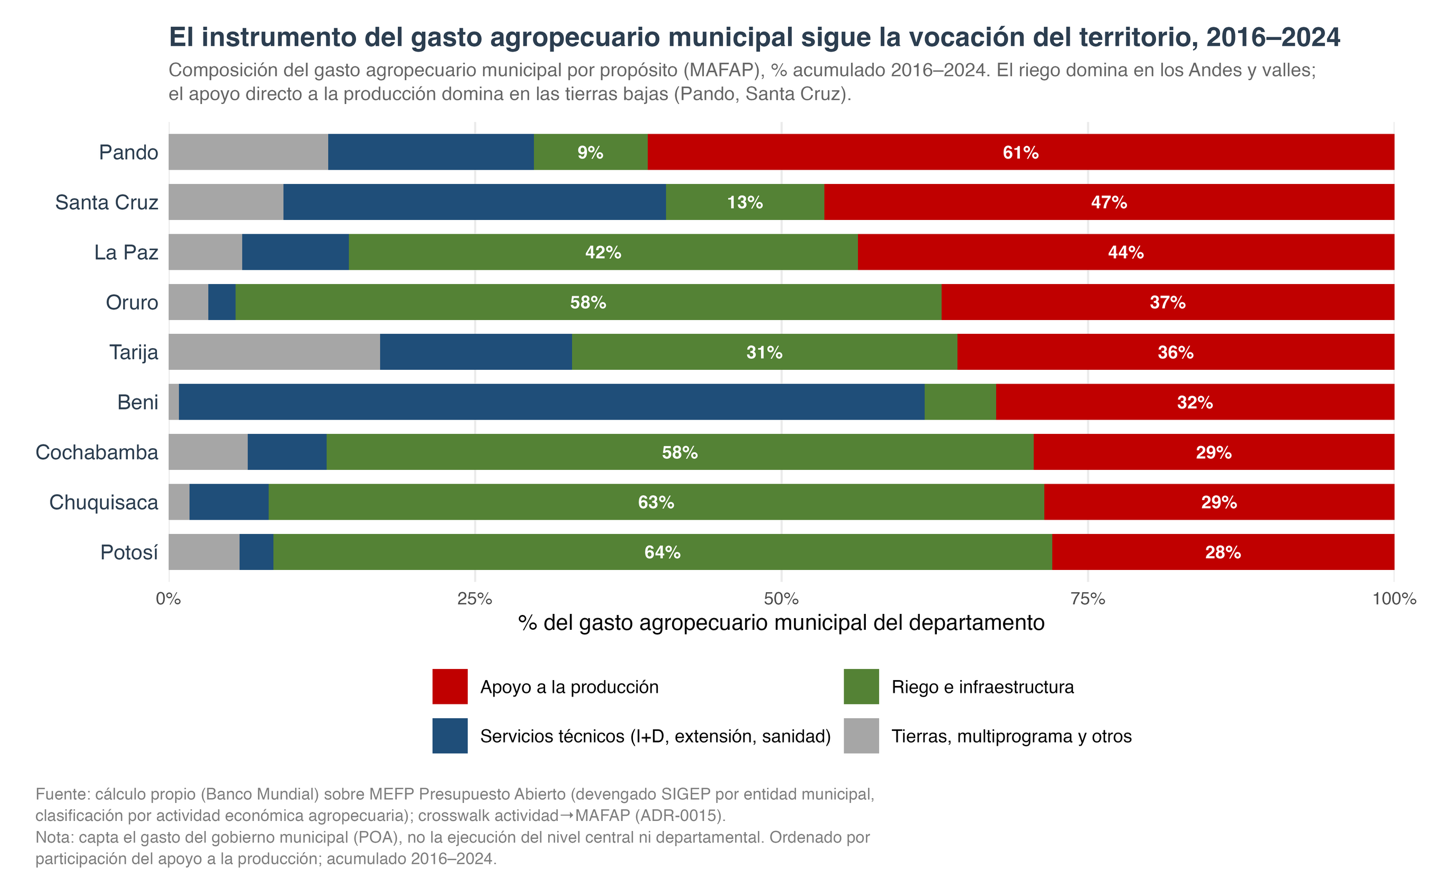 El instrumento del gasto agropecuario municipal sigue la vocación del territorio, 2016–2024
Composición del gasto agropecuario municipal por propósito (MAFAP), % acumulado 2016–2024. El riego domina en los Andes y valles;
el apoyo directo a la producción domina en las tierras bajas (Pando, Santa Cruz).
Pando 9% 61%
Santa Cruz 13% 47%
La Paz 42% 44%
Oruro 58% 37%
Tarija 31% 36%
Beni 32%
Cochabamba 58% 29%
Chuquisaca 63% 29%
Potosí 64% 28%
0% 25% 50% 75% 100%
% del gasto agropecuario municipal del departamento
Apoyo a la producción Riego e infraestructura
Servicios técnicos (I+D, extensión, sanidad) Tierras, multiprograma y otros
Fuente: cálculo propio (Banco Mundial) sobre MEFP Presupuesto Abierto (devengado SIGEP por entidad municipal,
clasificación por actividad económica agropecuaria); crosswalk actividad→MAFAP (ADR-0015).
Nota: capta el gasto del gobierno municipal (POA), no la ejecución del nivel central ni departamental. Ordenado por
participación del apoyo a la producción; acumulado 2016–2024.